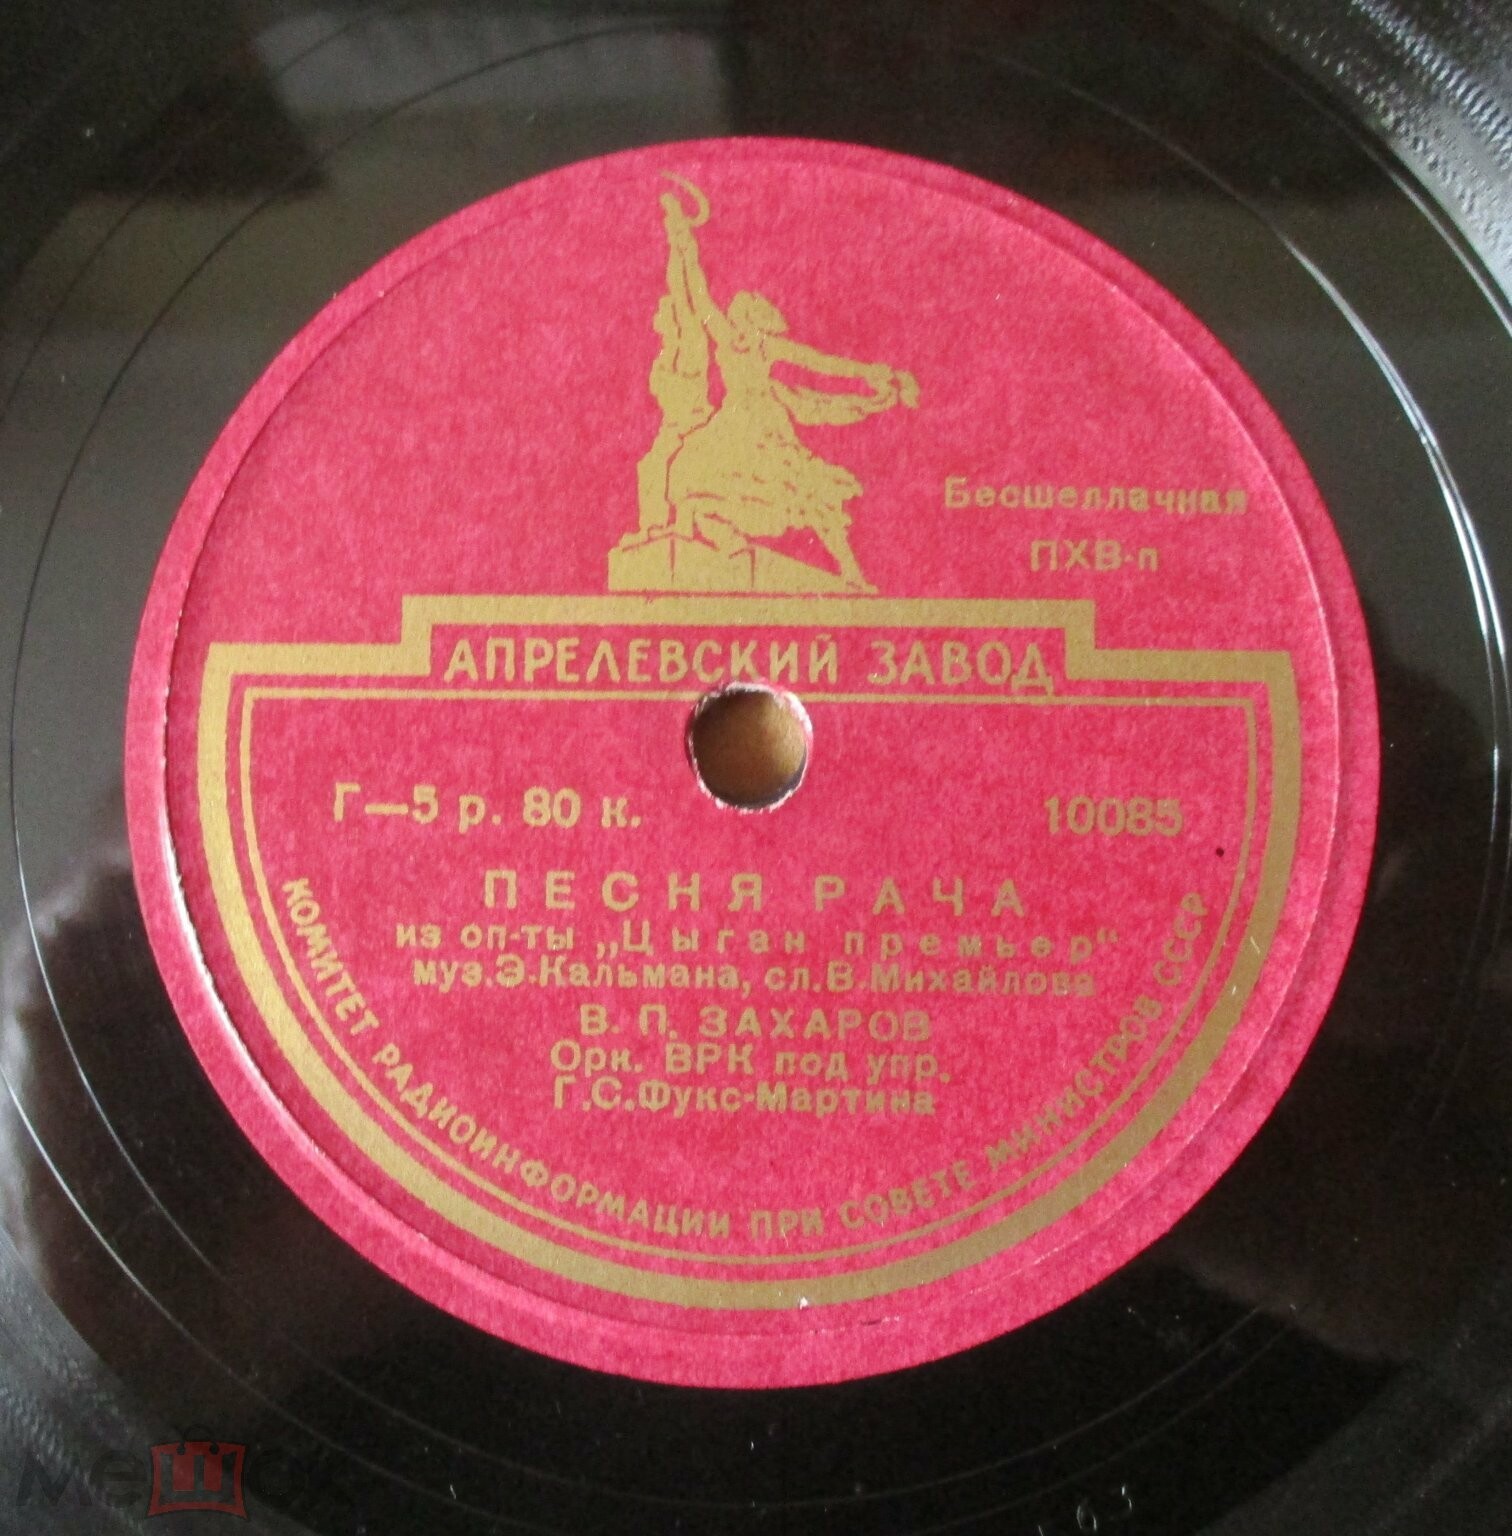 Бесшеллачная
ПХВ-п
АПРЕЛЕВСКИЙ ЗАВОД
Г—5 р. 80 к.
10085
ПЕСНЯ РАЧА
из оп-ты „Цыган премьер“
муз.Э.Кальмана, сл.В.Михайлова
В. П. ЗАХАРОВ
Орк. ВРК под упр.
Г.С.Фукс-Мартина
КОМИТЕТ РАДИОИНФОРМАЦИИ ПРИ СОВЕТЕ МИНИСТРОВ СССР
мешок